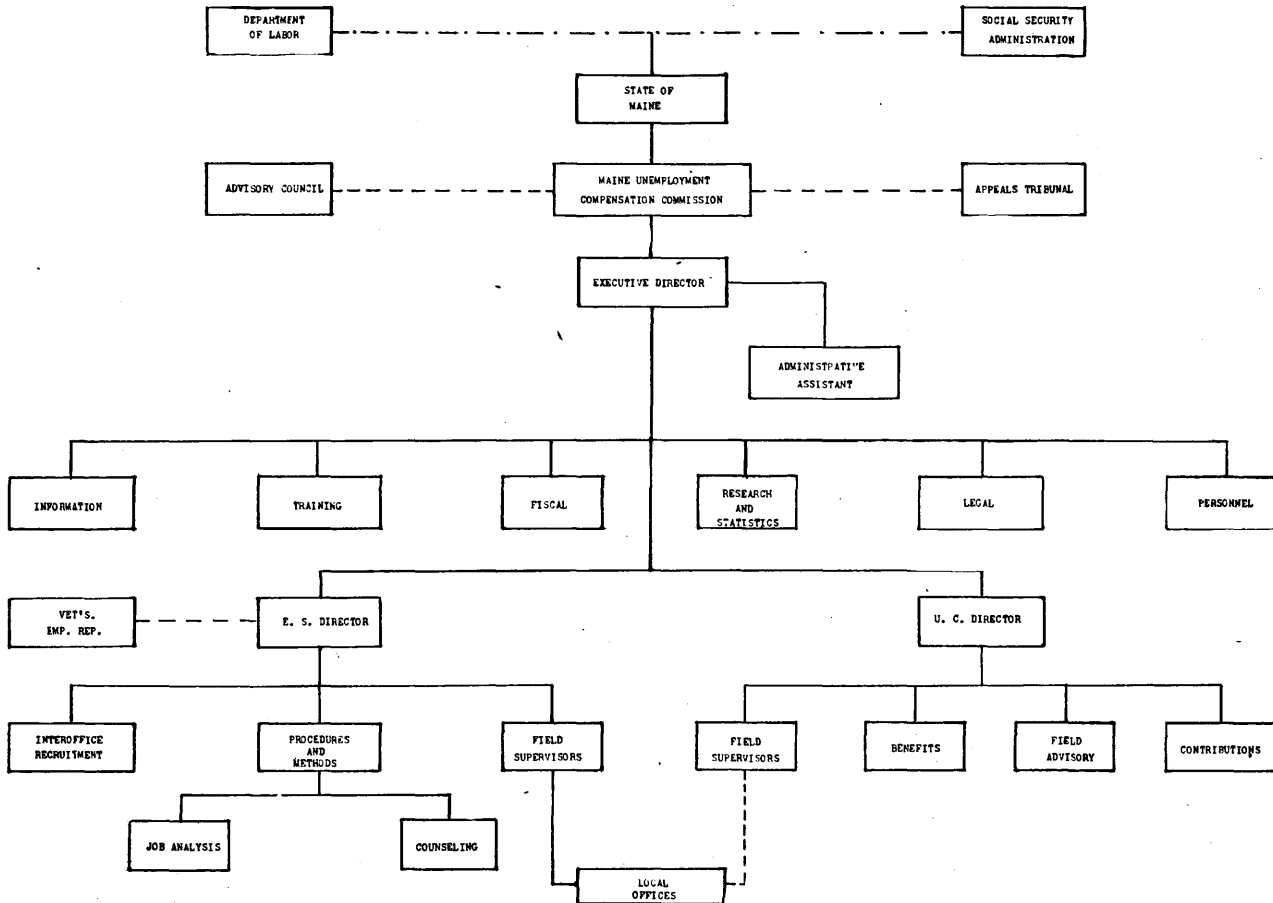 DEPARTMENT
OF LABOR
SOCIAL SECURITY
ADMINISTRATION
STATE OF
MAINE
ADVISORY COUNCIL
MAINE UNEMPLOYMENT
COMPENSATION COMMISSION
APPEALS TRIBUNAL
EXECUTIVE DIRECTOR
ADMINISTRATIVE
ASSISTANT
INFORMATION
TRAINING
FISCAL
RESEARCH
AND
STATISTICS
LEGAL
PERSONNEL
VET'S.
EMP. REP.
E. S. DIRECTOR
U. C. DIRECTOR
INTEROFFICE
RECRUITMENT
PROCEDURES
AND
METHODS
FIELD
SUPERVISORS
FIELD
SUPERVISORS
BENEFITS
FIELD
ADVISORY
CONTRIBUTIONS
JOB ANALYSIS
COUNSELING
LOCAL
OFFICES